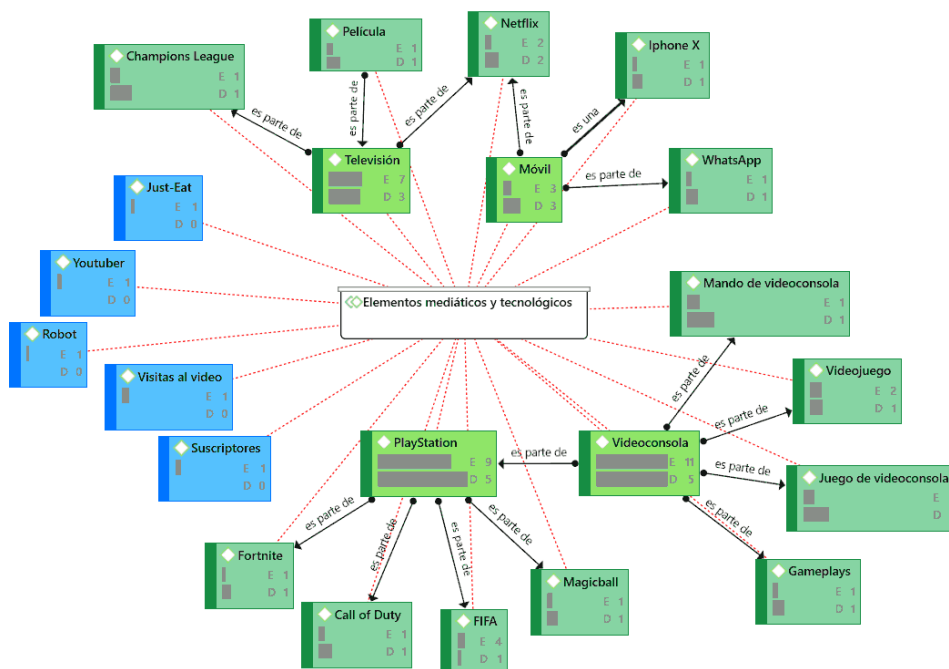 Champions League
E 1
D 1
Película
E 1
D 1
Netflix
E 2
D 2
Iphone X
E 1
D 1
es parte de
es parte de
es parte de
es parte de
es una
Televisión
E 7
D 3
Móvil
E 3
D 3
es parte de
WhatsApp
E 1
D 1
Just-Eat
E 1
D 0
Youtuber
E 1
D 0
Robot
E 1
D 0
Visitas al video
E 1
D 0
Suscriptores
E 1
D 0
Elementos mediáticos y tecnológicos
Mando de videoconsola
E 1
D 1
es parte de
Videojuego
E 2
D 1
es parte de
PlayStation
E 9
D 5
es parte de
Videoconsola
E 11
D 5
es parte de
Juego de videoconsola
E
D
es parte de
es parte de
es parte de
es parte de
es parte de
Fortnite
E 1
D 1
Call of Duty
E 1
D 1
FIFA
E 4
D 1
Magicball
E 1
D 1
Gameplays
E 1
D 1